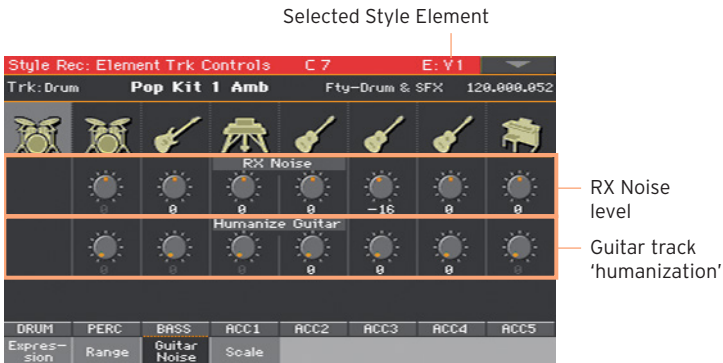 Selected Style Element
Style Rec: Element Trk Controls C 7 E: V1
Trk:Drum Pop Kit 1 Amb Fty-Drum & SFX 120.000.052
RX Noise
0 0 0 0 -16 0 0
RX Noise
level
Humanize Guitar
0 0 0 0 0 0 0
Guitar track
‘humanization’
DRUM PERC BASS ACC1 ACC2 ACC3 ACC4 ACC5
Expres-
sion Range Guitar
Noise Scale